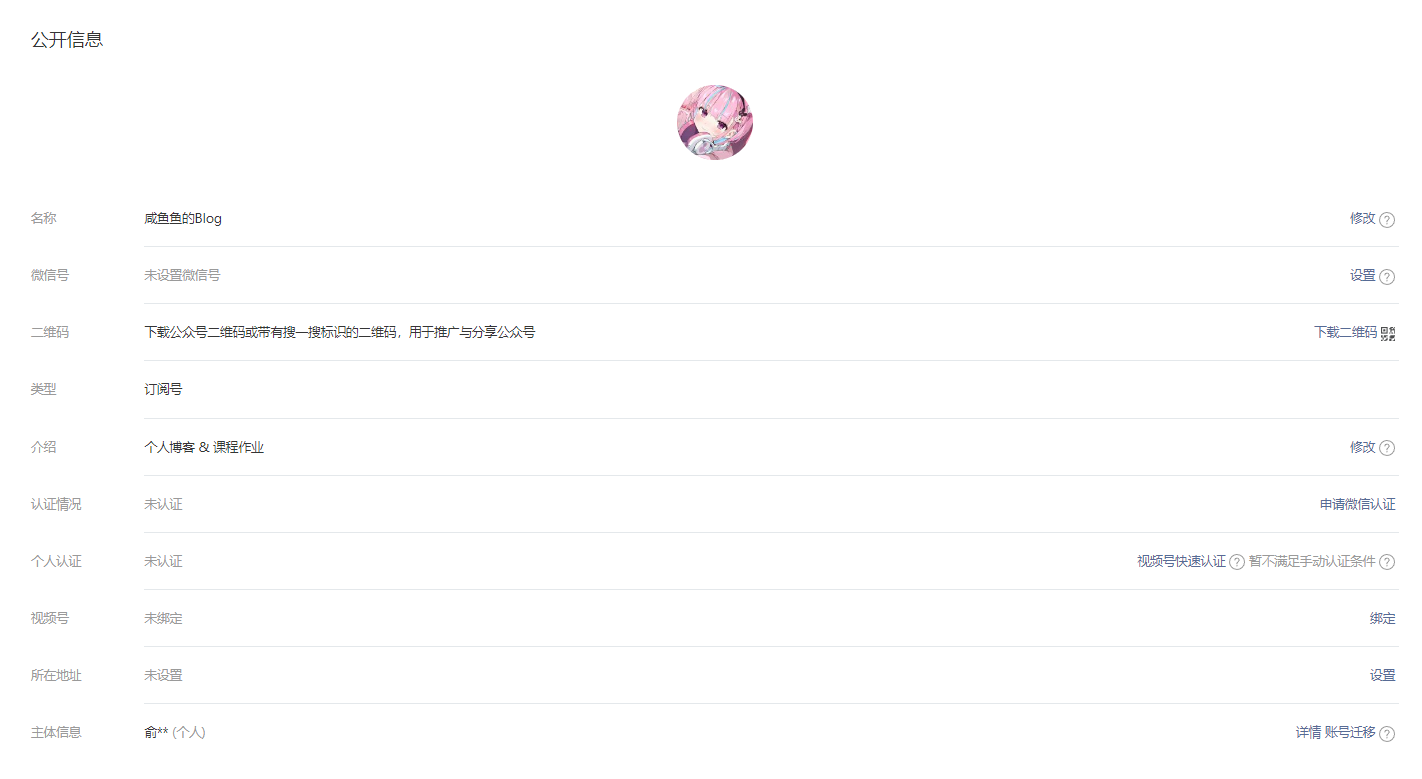 公开信息
名称 咸鱼鱼的Blog 修改
微信号 未设置微信号 设置
二维码 下载公众号二维码或带有搜一搜标识的二维码，用于推广与分享公众号 下载二维码
类型 订阅号
介绍 个人博客 & 课程作业 修改
认证情况 未认证 申请微信认证
个人认证 未认证 视频号快速认证 暂不满足手动认证条件
视频号 未绑定 绑定
所在地址 未设置 设置
主体信息 俞** (个人) 详情 账号迁移